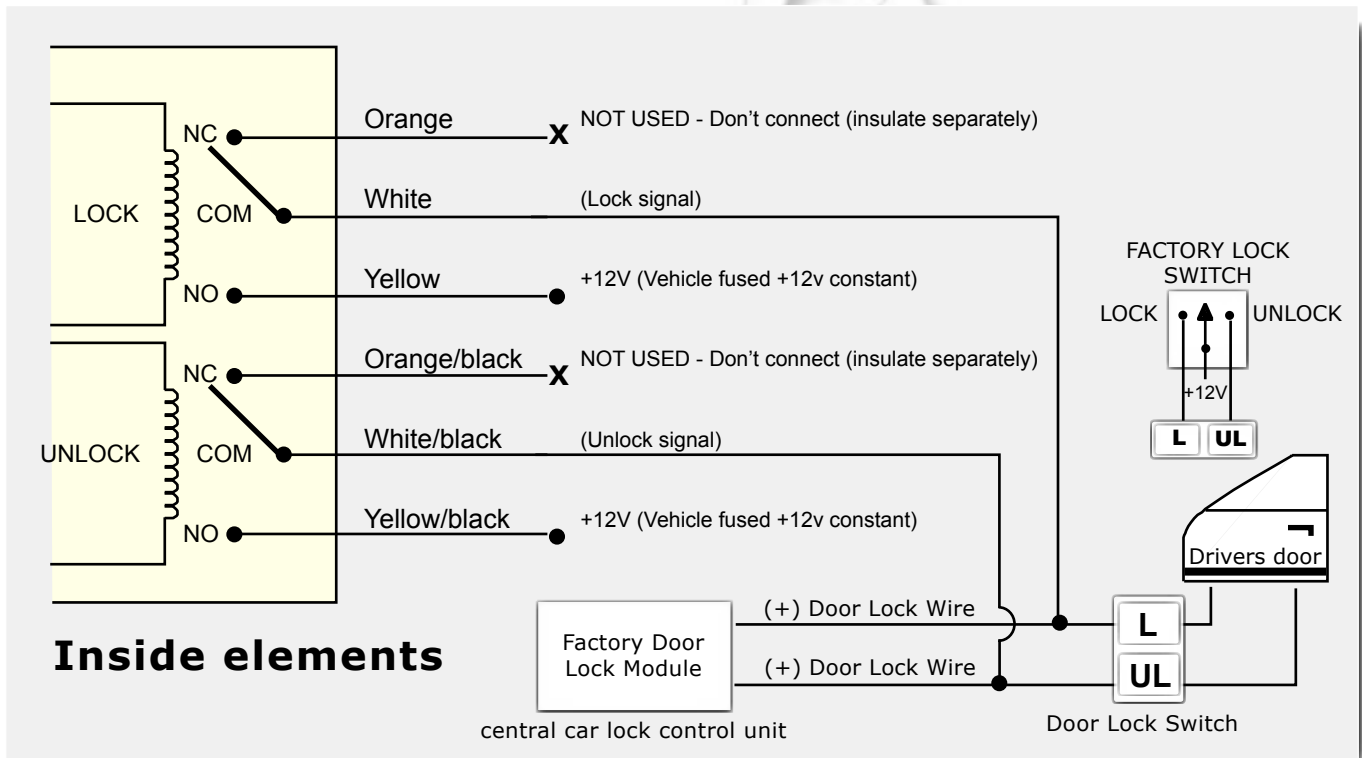 Orange
NOT USED - Don't connect (insulate separately)
NC
White
(Lock signal)
LOCK
COM
FACTORY LOCK
SWITCH
Yellow
+12V (Vehicle fused +12v constant)
NO
LOCK
UNLOCK
Orange/black
NOT USED - Don't connect (insulate separately)
X
X
NC
+12V
White/black
(Unlock signal)
L
UL
UNLOCK
COM
Yellow/black
+12V (Vehicle fused +12v constant)
NO
Drivers door
(+) Door Lock Wire
L
Factory Door
Lock Module
Inside elements
(+) Door Lock Wire
UL
central car lock control unit
Door Lock Switch